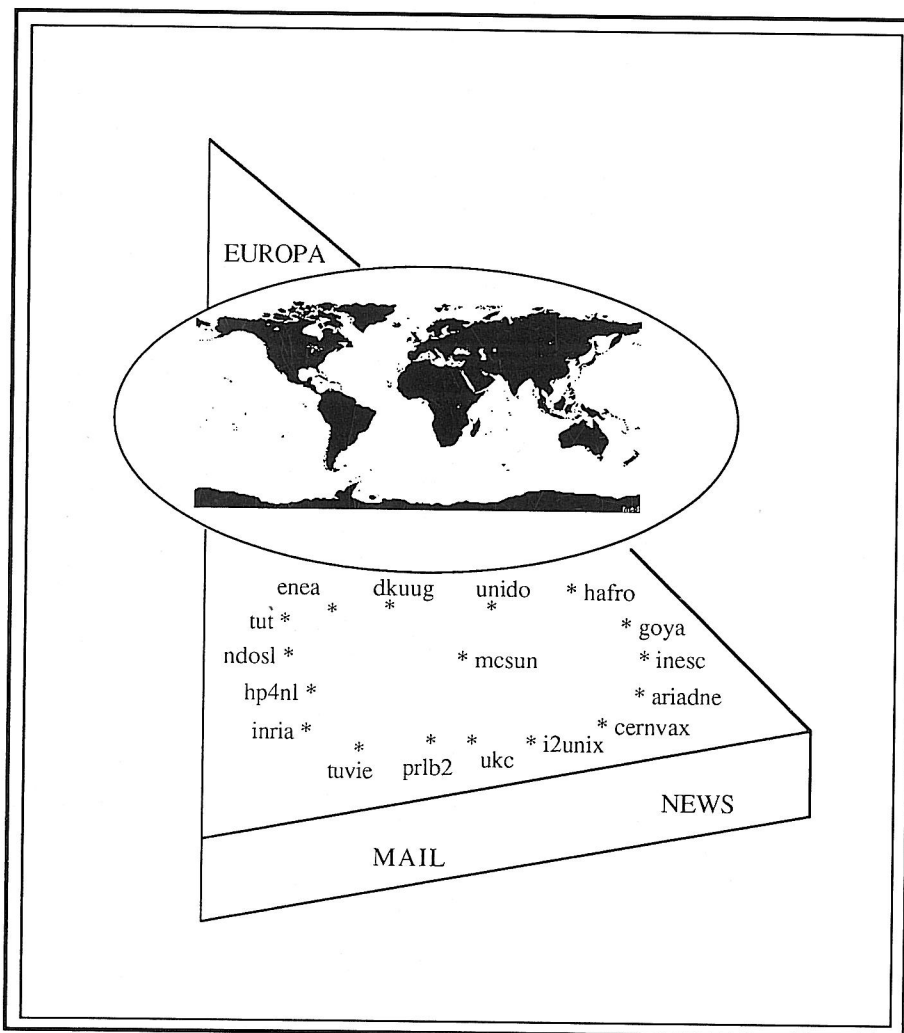 EUROPA
enea dkuug unido * hafro
* * *
tut * * goya
ndosl * * mcsun * inesc
hp4nl * * ariadne
inria * * cernvax
* * * * i2unix
tuvie prlb2 ukc
NEWS
MAIL